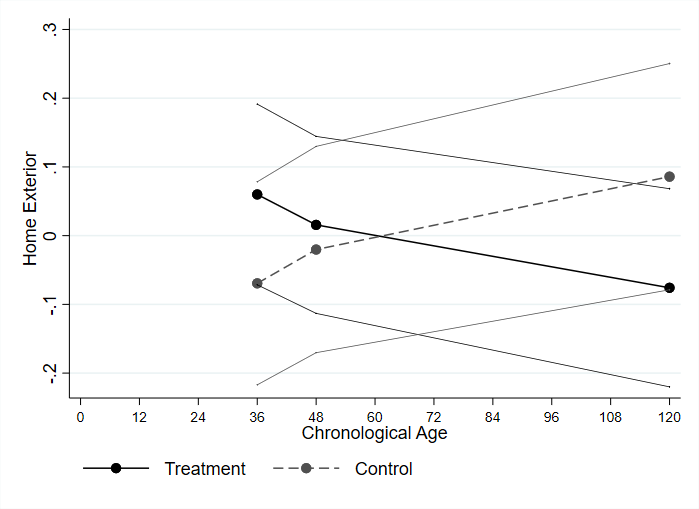 Home Exterior
.3
.2
.1
0
-.1
-.2
0 12 24 36 48 60 72 84 96 108 120
Chronological Age
Treatment Control